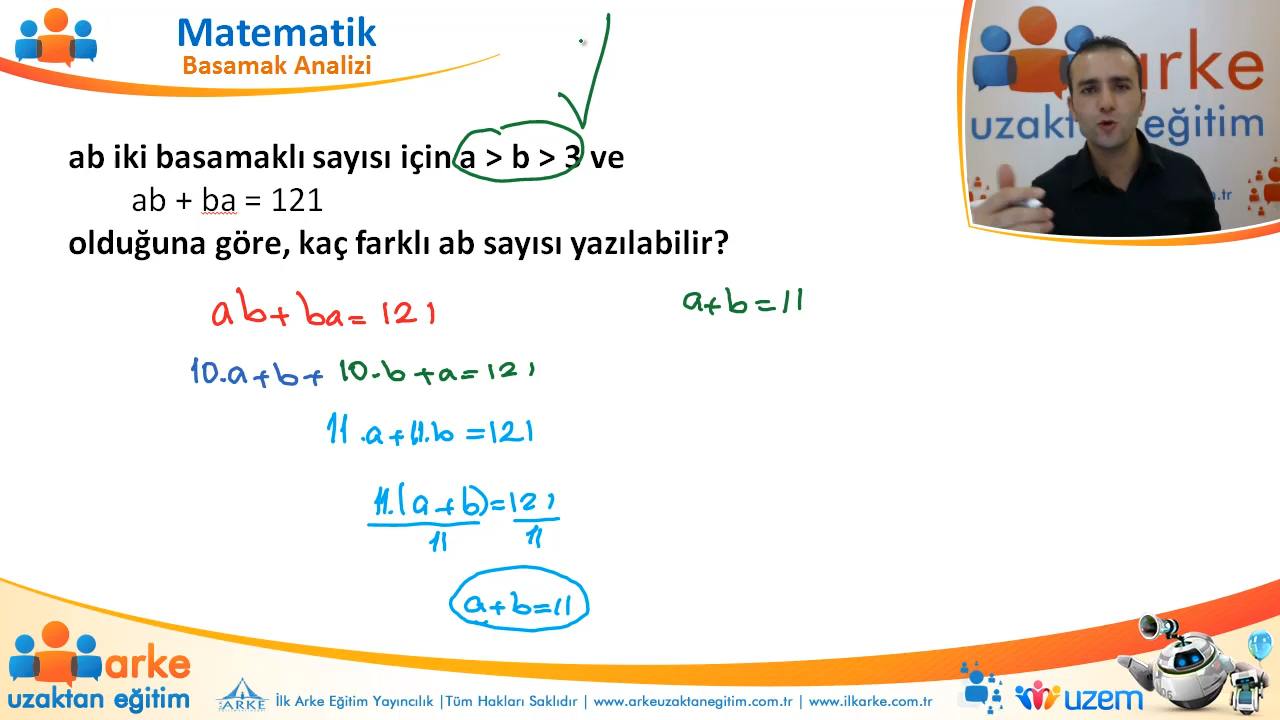 Matematik
Basamak Analizi
ab iki basamaklı sayısı için a > b > 3 ve
ab + ba = 121
olduğuna göre, kaç farklı ab sayısı yazılabilir?
ab + ba = 121
a+b=11
10.a+b+ 10.b+a=121
11.a+11.b=121
11.(a+b)=121
11 11
a+b=11
arke
uzaktan eğitim
arke
uzaktan eğitim
ARKE
İlk Arke Eğitim Yayıncılık |Tüm Hakları Saklıdır | www.arkeuzaktanegitim.com.tr | www.ilkarke.com.tr
uzem